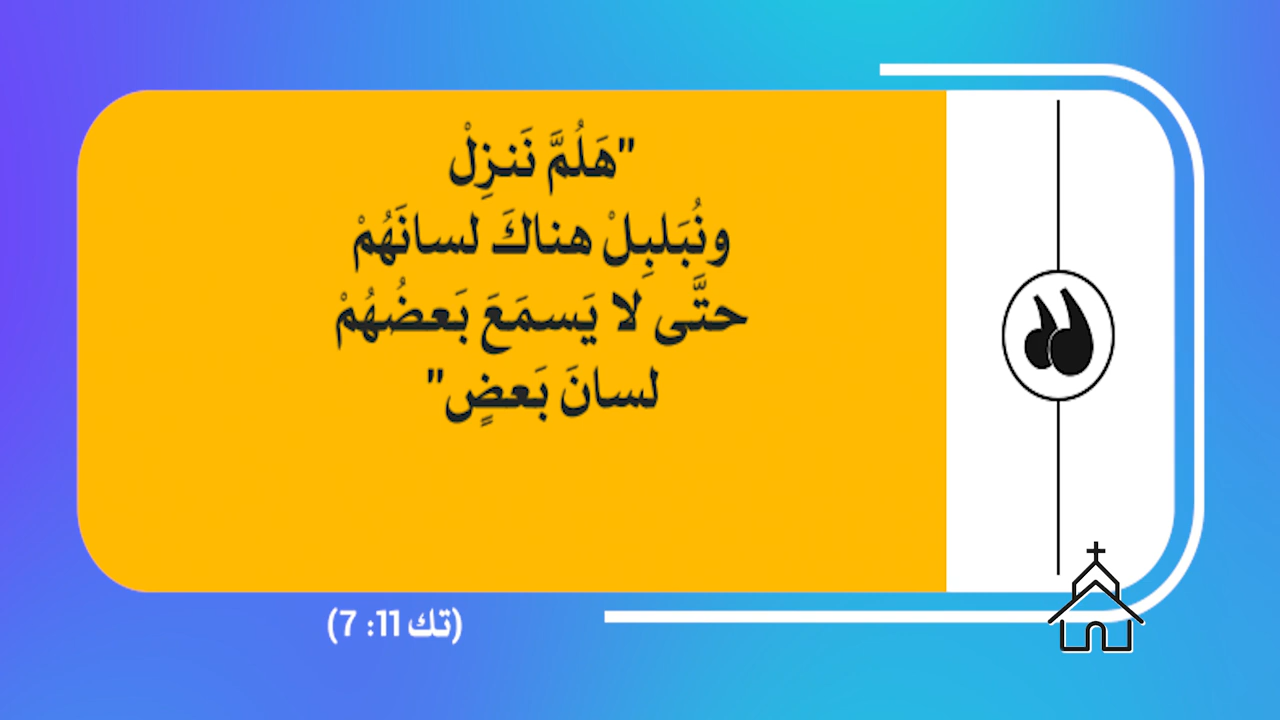 "هَلُمَّ نَنزِلْ
ونُبَلبِلْ هناكَ لسانَهُمْ
حتَّى لا يَسمَعَ بَعضُهُمْ
لسانَ بَعضٍ"
(تك 11: 7)